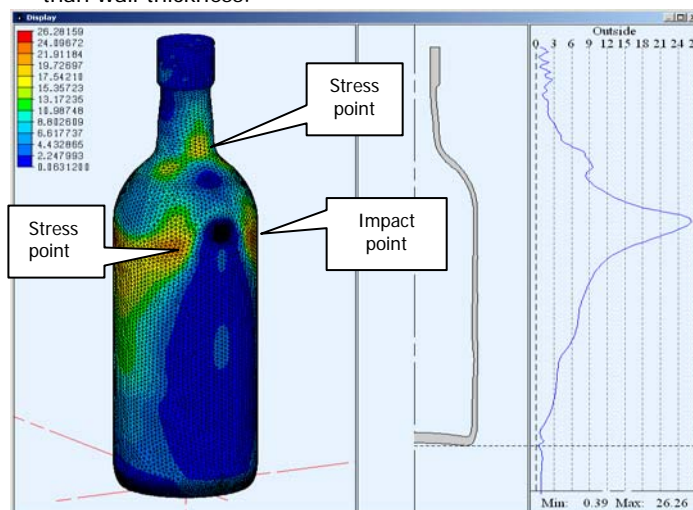 than wall thickness.
Display
26.28159
24.09672
21.91184
19.72697
17.54210
15.35723
13.17235
10.98748
8.802609
6.617737
4.432865
2.247993
0.0631200
Stress
point
Stress
point
Impact
point
Outside
0 3 6 9 12 15 18 21 24
Min: 0.39 Max: 26.26